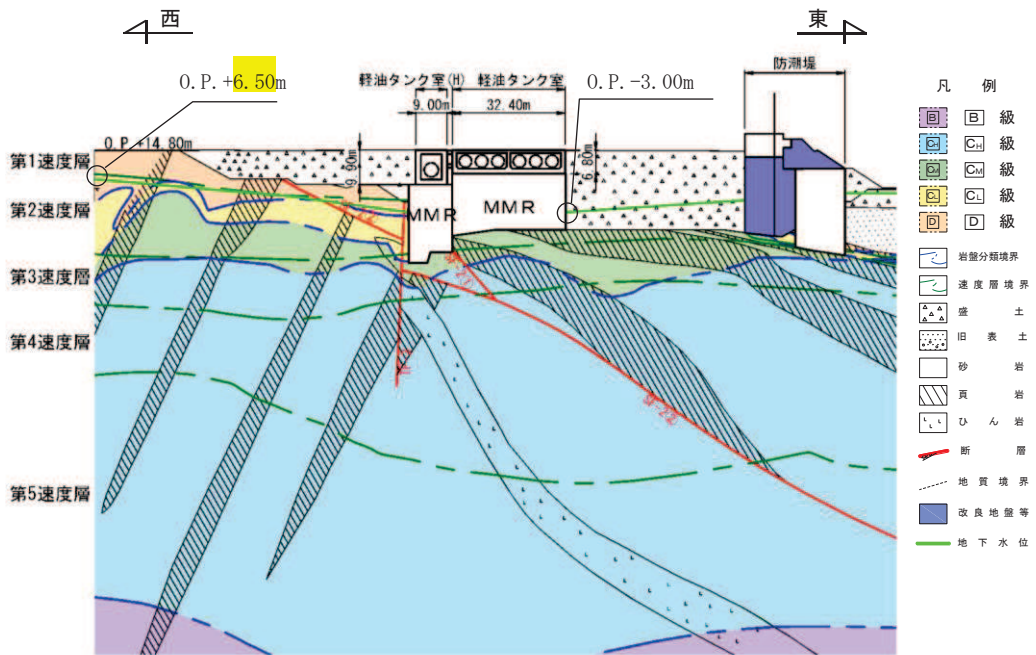 西
東
O.P.+6.50m
軽油タンク室(H) 軽油タンク室
O.P.-3.00m
防潮堤
9.00m
32.40m
O.P.+14.80m
9.90m
6.80m
第1速度層
第2速度層
第3速度層
第4速度層
第5速度層
MMR
MMR
凡 例
B B 級
CH CH 級
CM CM 級
CL CL 級
D D 級
岩盤分類境界
速度層境界
盛 土
旧 表 土
砂 岩
頁 岩
ひ ん 岩
断 層
地 質 境 界
改良地盤等
地 下 水 位